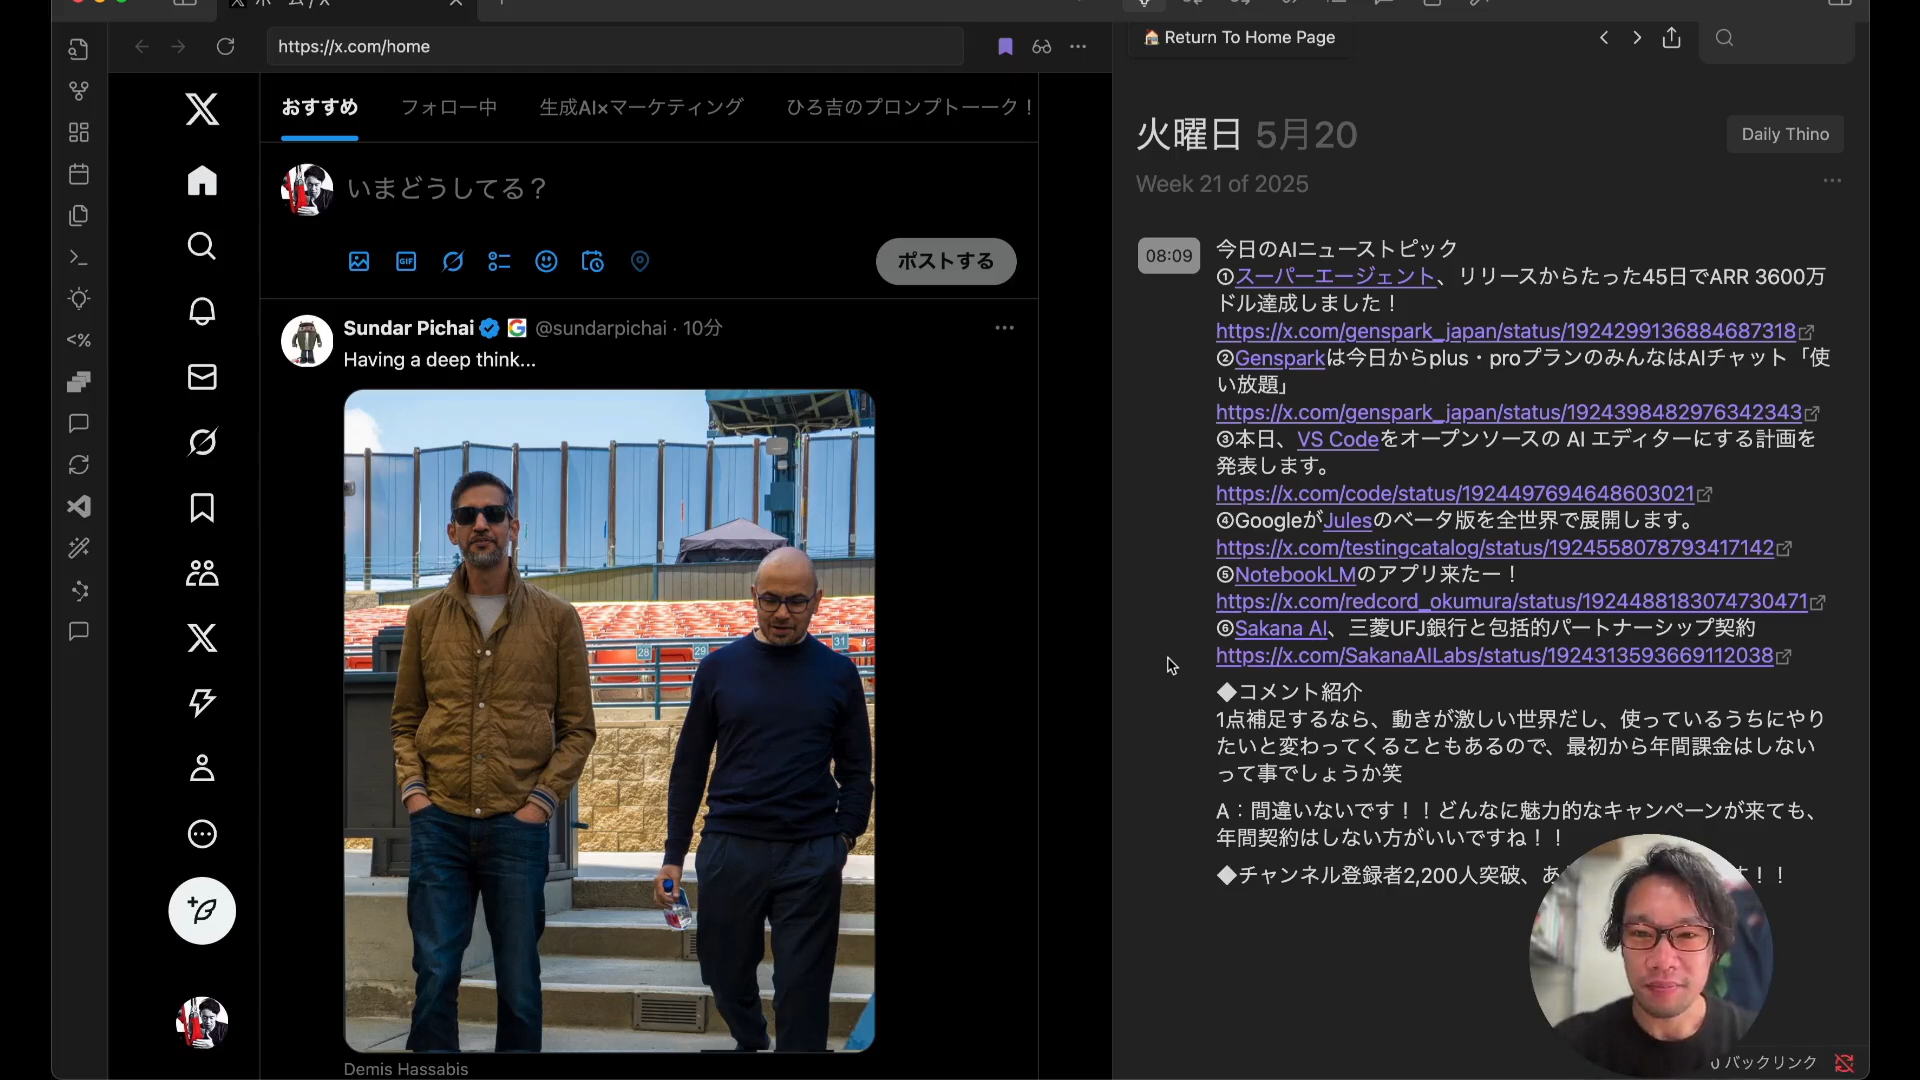 ホーム / X
https://x.com/home
おすすめ
フォロー中
生成AI×マーケティング
ひろ吉のプロンプトーーク！
いまどうしてる？
GIF
ポストする
Sundar Pichai @sundarpichai · 10分
Having a deep think...
28
29
31
Demis Hassabis
Return To Home Page
火曜日 5月20
Daily Thino
Week 21 of 2025
08:09
今日のAIニューストピック
①スーパーエージェント、リリースからたった45日でARR 3600万
ドル達成しました！
https://x.com/genspark_japan/status/1924299136884687318
②Gensparkは今日からplus・proプランのみんなはAIチャット「使
い放題」
https://x.com/genspark_japan/status/1924398482976342343
③本日、VS Codeをオープンソースの AI エディターにする計画を
発表します。
https://x.com/code/status/1924497694648603021
④GoogleがJulesのベータ版を全世界で展開します。
https://x.com/testingcatalog/status/1924558078793417142
⑤NotebookLMのアプリ来たー！
https://x.com/redcord_okumura/status/1924488183074730471
⑥Sakana AI、三菱UFJ銀行と包括的パートナーシップ契約
https://x.com/SakanaAILabs/status/1924313593669112038
◆コメント紹介
1点補足するなら、動きが激しい世界だし、使っているうちにやり
たいと変わってくることもあるので、最初から年間課金はしない
って事でしょうか笑
A：間違いないです！！どんなに魅力的なキャンペーンが来ても、
年間契約はしない方がいいですね！！
◆チャンネル登録者2,200人突破、あ
！！
バックリンク